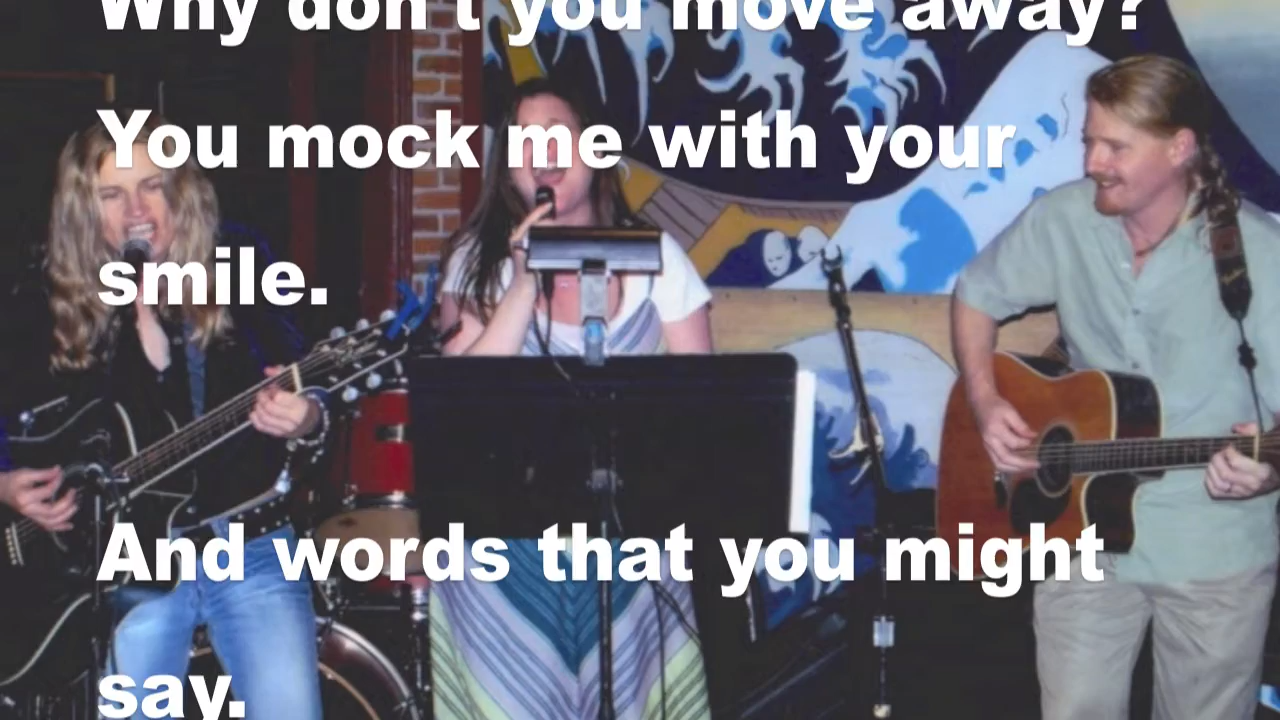 Why don't you move away?
You mock me with your
smile.
And words that you might
say.